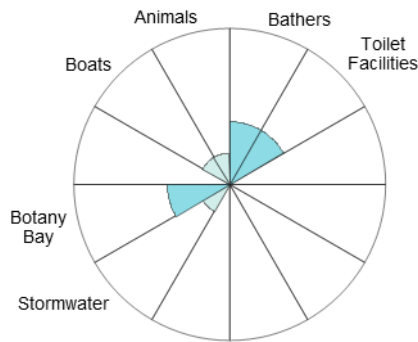 Animals
Bathers
Toilet
Facilities
Boats
Botany
Bay
Stormwater